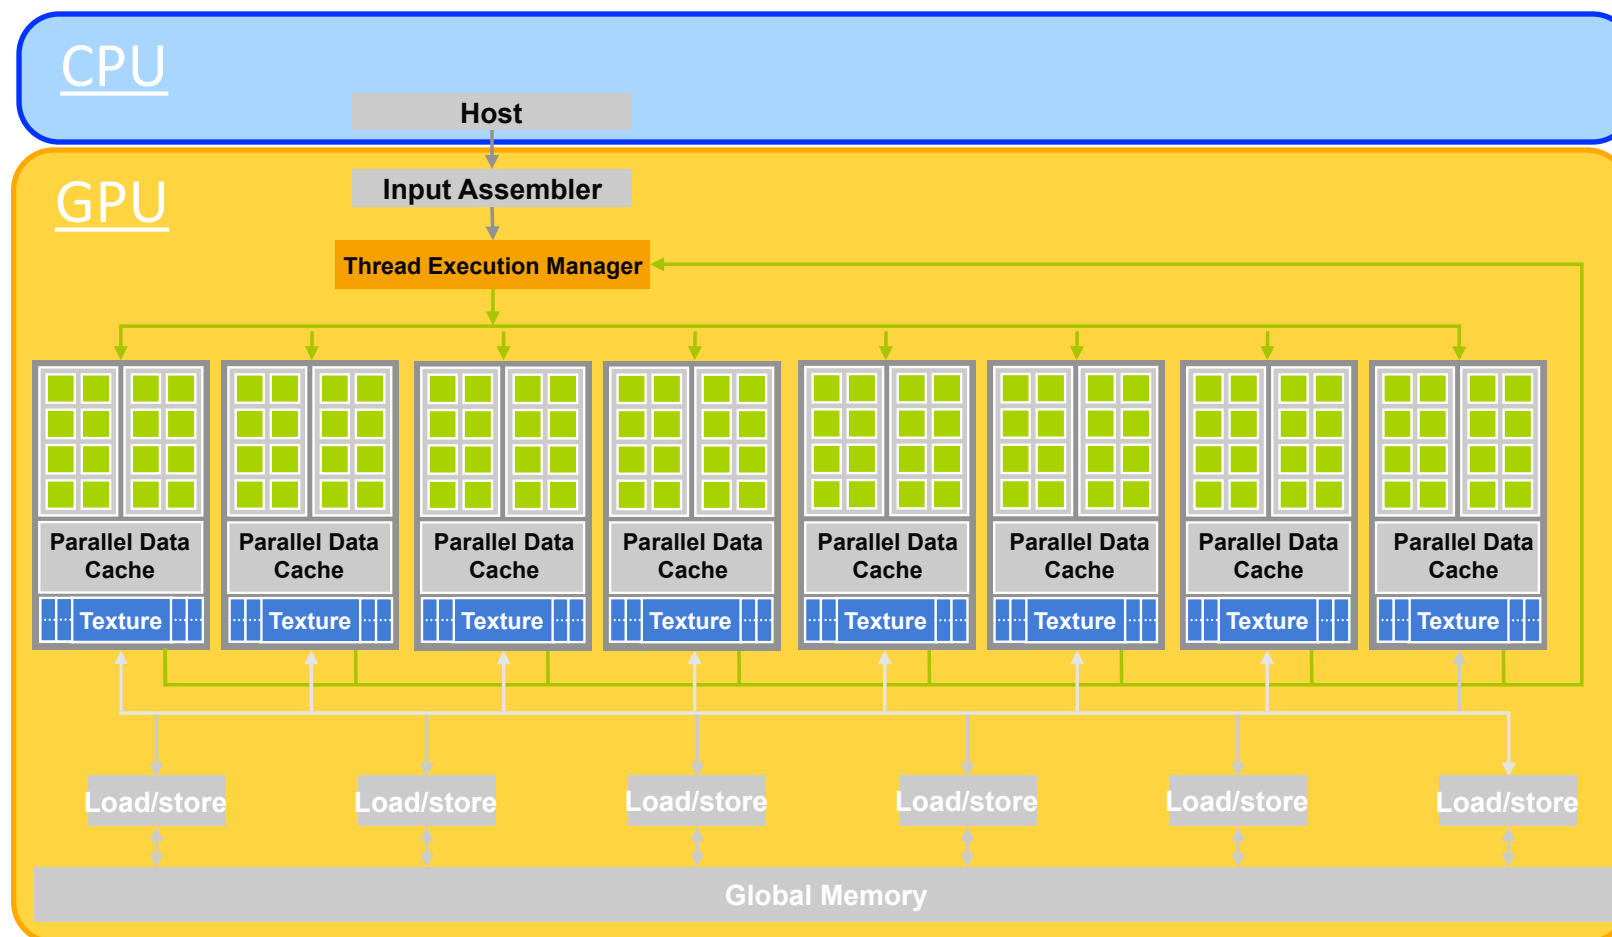 CPU
Host
GPU
Input Assembler
Thread Execution Manager
Parallel Data
Cache
Parallel Data
Cache
Parallel Data
Cache
Parallel Data
Cache
Parallel Data
Cache
Parallel Data
Cache
Parallel Data
Cache
Parallel Data
Cache
Texture
Texture
Texture
Texture
Texture
Texture
Texture
Texture
Load/store
Load/store
Load/store
Load/store
Load/store
Load/store
Global Memory